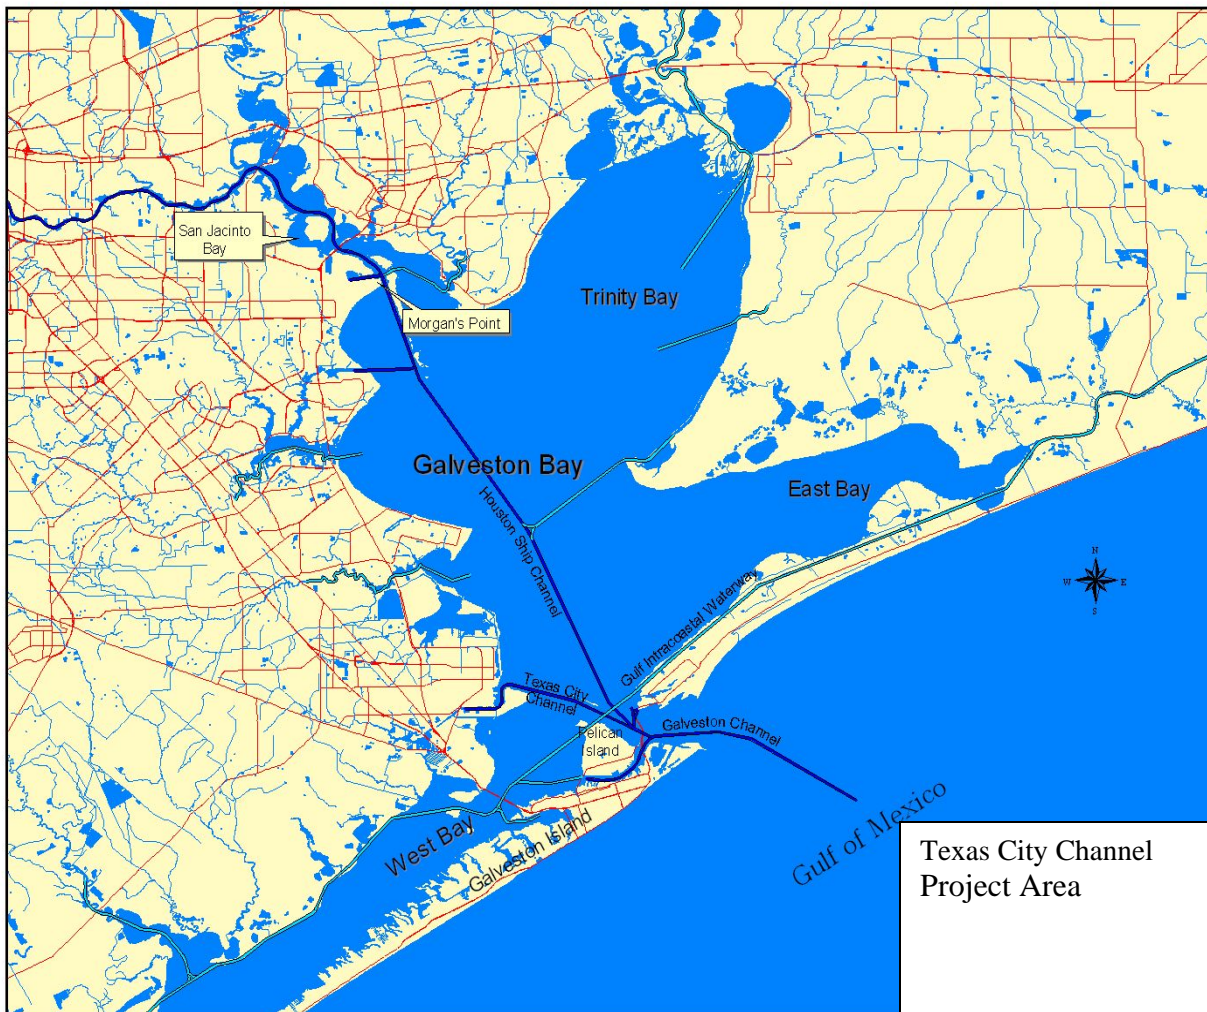 San Jacinto
Bay
Trinity Bay
Morgan's Point
Galveston Bay
East Bay
Houston Ship Channel
N
W
E
S
Gulf Intracoastal Waterway
Texas City
Channel
Galveston Channel
Pelican
Island
West Bay
Galveston Island
Gulf of Mexico
Texas City Channel
Project Area